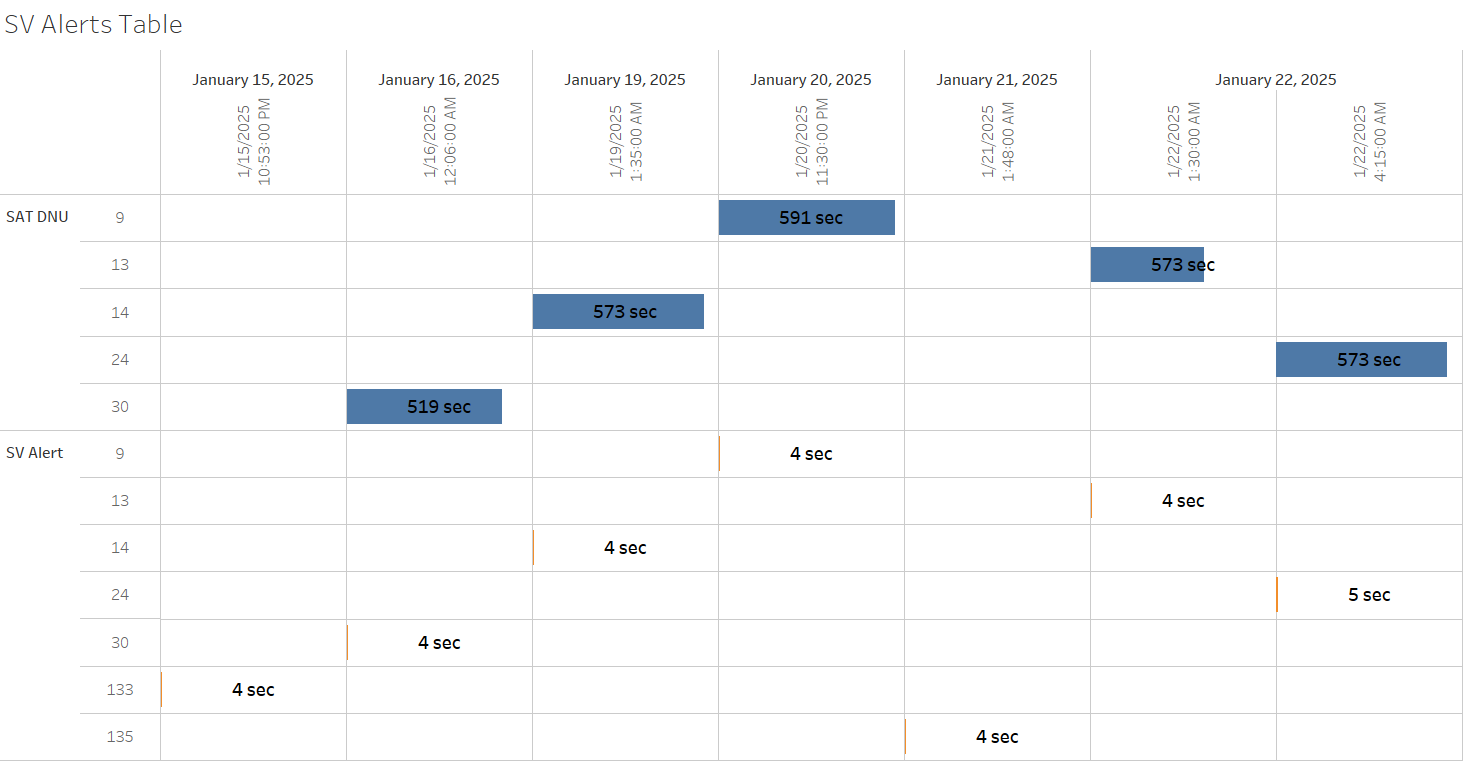 SV Alerts Table
January 15, 2025
January 16, 2025
January 19, 2025
January 20, 2025
January 21, 2025
January 22, 2025
1/15/2025
10:53:00 PM
1/16/2025
12:06:00 AM
1/19/2025
1:35:00 AM
1/20/2025
11:30:00 PM
1/21/2025
1:48:00 AM
1/22/2025
1:30:00 AM
1/22/2025
4:15:00 AM
SAT DNU 9 591 sec
13 573 sec
14 573 sec
24 573 sec
30 519 sec
SV Alert 9 4 sec
13 4 sec
14 4 sec
24 5 sec
30 4 sec
133 4 sec
135 4 sec